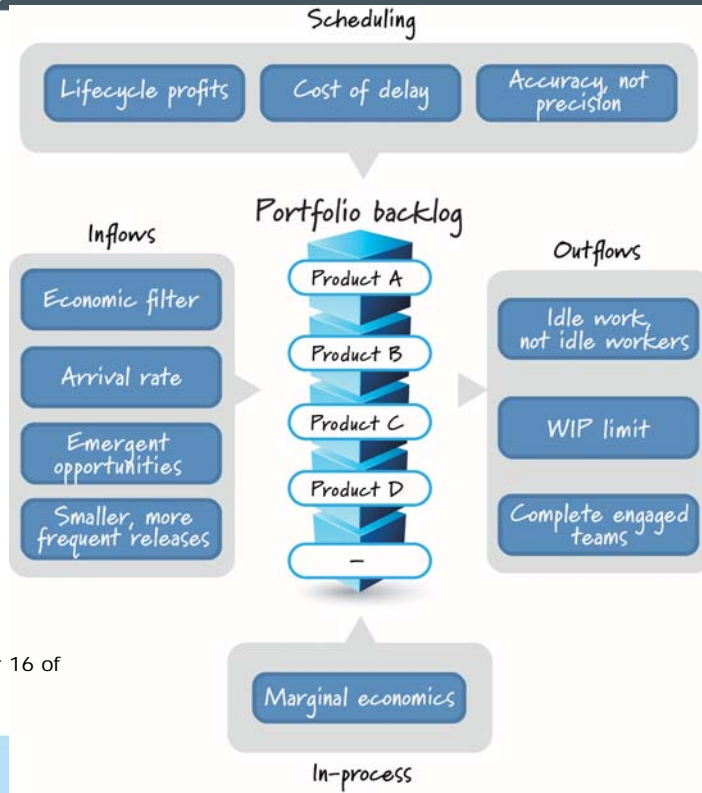 Scheduling
Lifecycle profits
Cost of delay
Accuracy, not
precision
Portfolio backlog
Inflows
Economic filter
Arrival rate
Emergent
opportunities
Smaller, more
frequent releases
Product A
Product B
Product C
Product D
–
Outflows
Idle work,
not idle workers
WIP limit
Complete engaged
teams
16 of
Marginal economics
In-process